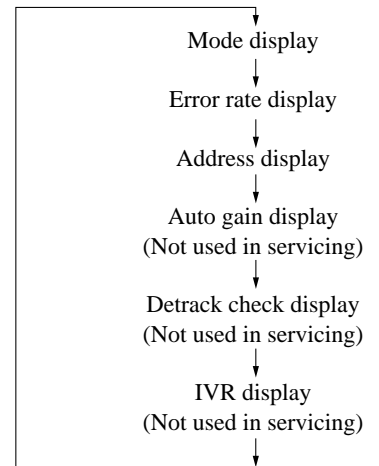 Mode display
Error rate display
Address display
Auto gain display
(Not used in servicing)
Detrack check display
(Not used in servicing)
IVR display
(Not used in servicing)